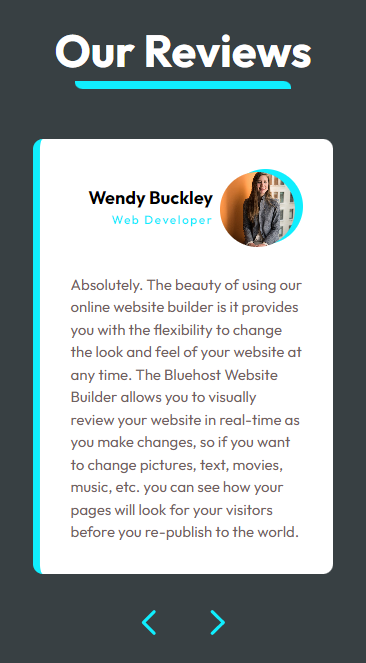 Our Reviews
Wendy Buckley
Web Developer
Absolutely. The beauty of using our
online website builder is it provides
you with the flexibility to change
the look and feel of your website at
any time. The Bluehost Website
Builder allows you to visually
review your website in real-time as
you make changes, so if you want
to change pictures, text, movies,
music, etc. you can see how your
pages will look for your visitors
before you re-publish to the world.